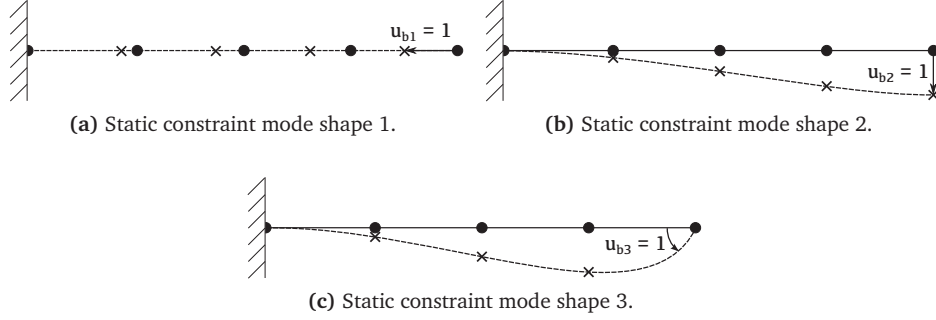 u_b1 = 1
u_b2 = 1
(a) Static constraint mode shape 1.
(b) Static constraint mode shape 2.
u_b3 = 1
(c) Static constraint mode shape 3.